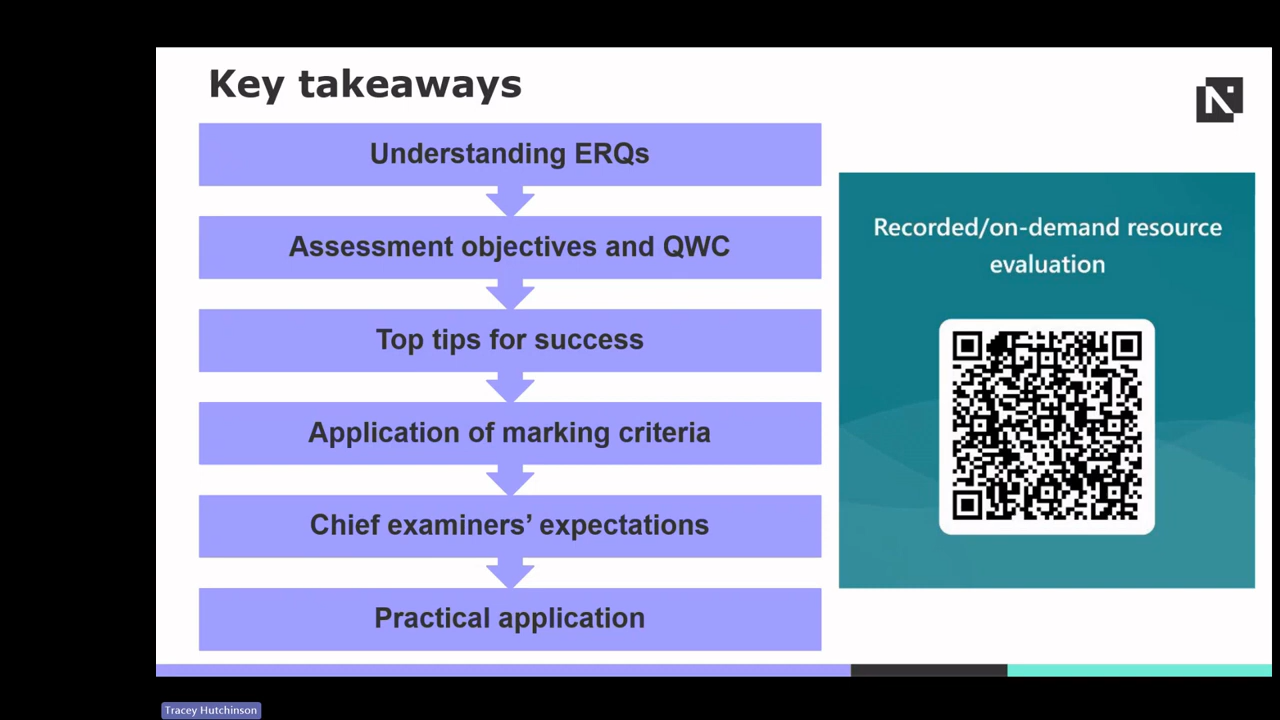 Key takeaways
Understanding ERQs
Assessment objectives and QWC
Top tips for success
Application of marking criteria
Chief examiners’ expectations
Practical application
Recorded/on-demand resource
evaluation
Tracey Hutchinson